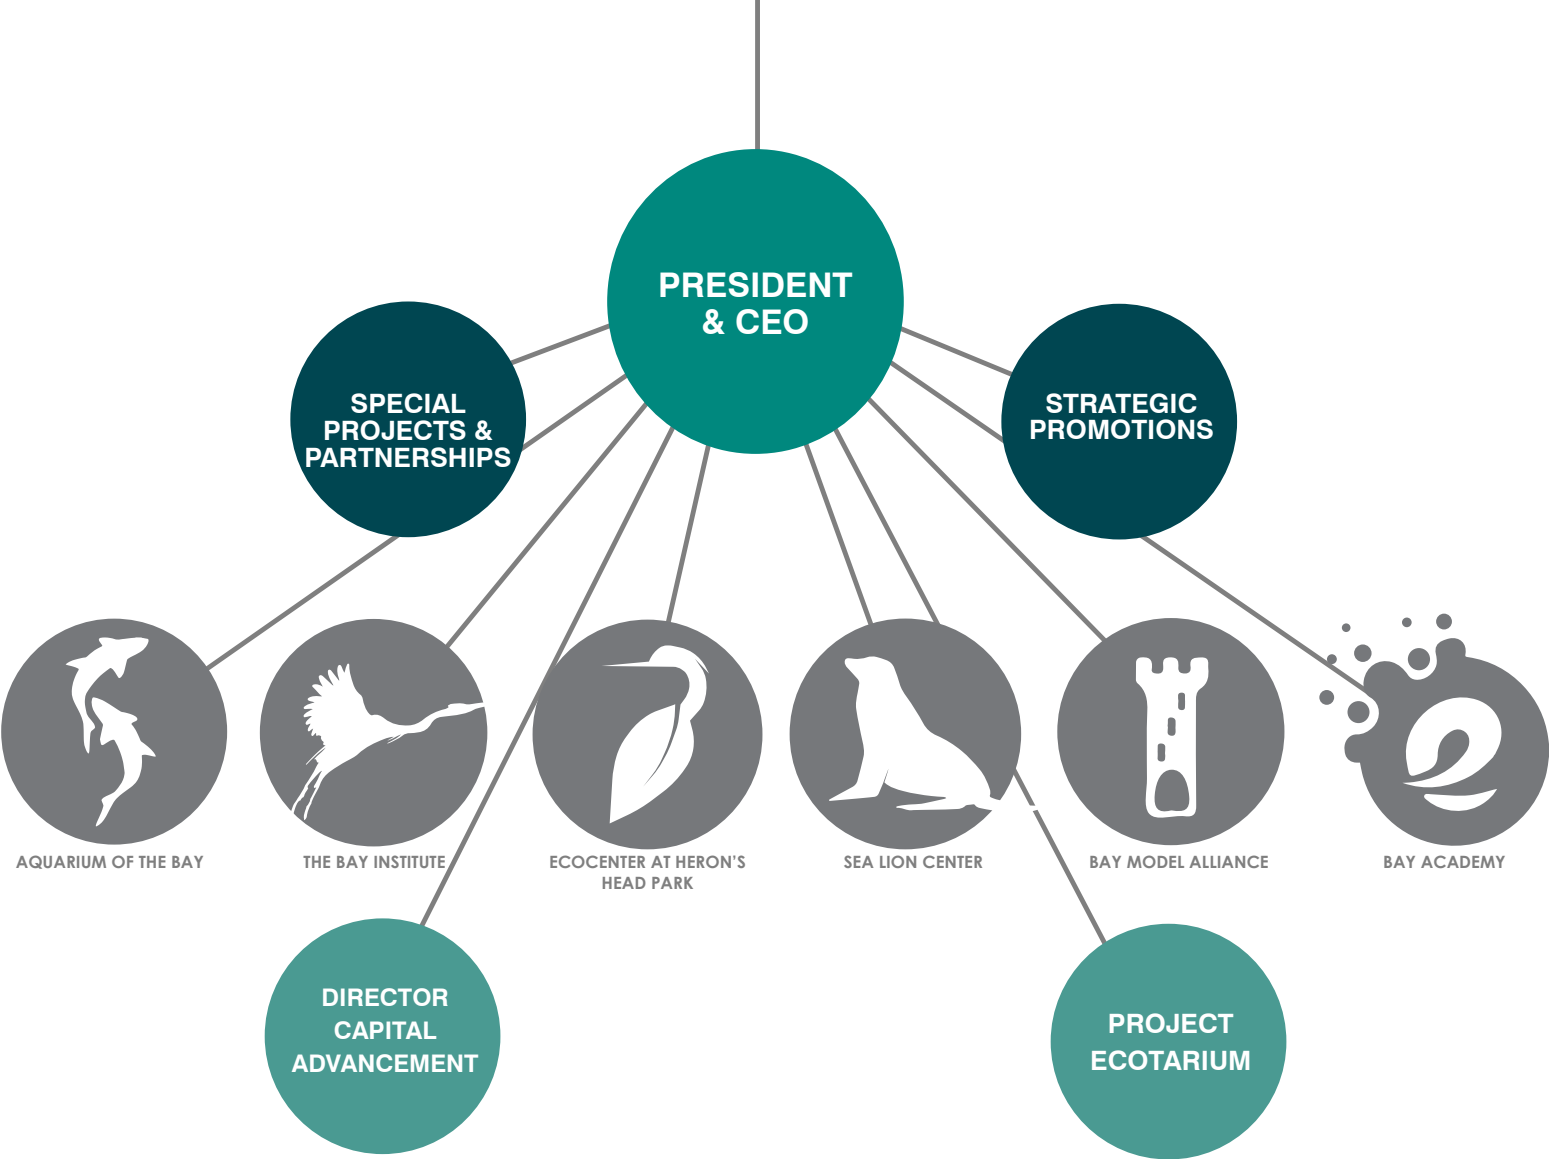 PRESIDENT
& CEO
SPECIAL
PROJECTS &
PARTNERSHIPS
STRATEGIC
PROMOTIONS
AQUARIUM OF THE BAY
THE BAY INSTITUTE
ECOCENTER AT HERON'S
HEAD PARK
SEA LION CENTER
BAY MODEL ALLIANCE
BAY ACADEMY
DIRECTOR
CAPITAL
ADVANCEMENT
PROJECT
ECOTARIUM